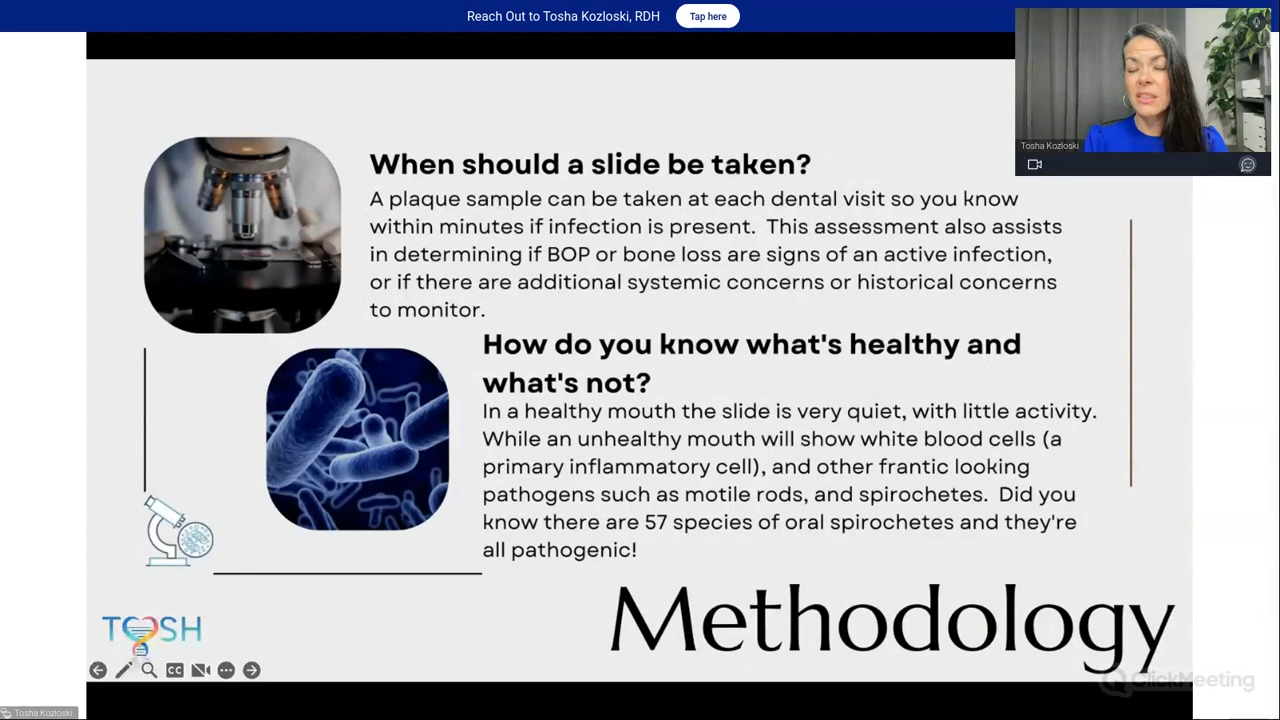 Reach Out to Tosha Kozloski, RDH
Tap here
Tosha Kozloski
When should a slide be taken?
A plaque sample can be taken at each dental visit so you know
within minutes if infection is present.  This assessment also assists
in determining if BOP or bone loss are signs of an active infection,
or if there are additional systemic concerns or historical concerns
to monitor.
How do you know what's healthy and
what's not?
In a healthy mouth the slide is very quiet, with little activity.
While an unhealthy mouth will show white blood cells (a
primary inflammatory cell), and other frantic looking
pathogens such as motile rods, and spirochetes.  Did you
know there are 57 species of oral spirochetes and they're
all pathogenic!
Methodology
TOSH
CC
ClickMeeting
Tosha Kozloski